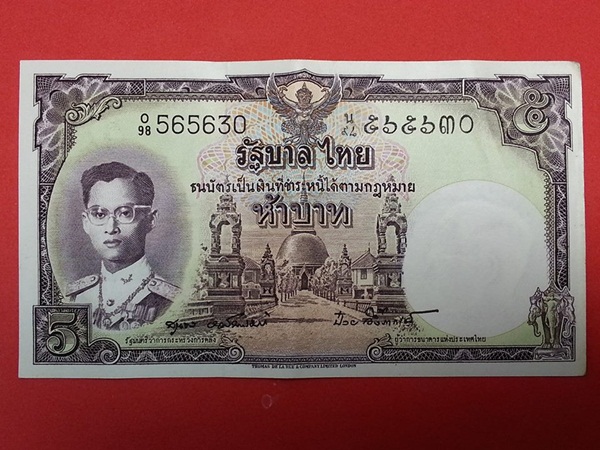 O/98 565630 น/๙๘ ๕๖๕๖๓๐ ๕
รัฐบาลไทย
ธนบัตร์เป็นเงินที่ชำระหนี้ได้ตามกฎหมาย
ห้าบาท
5
รัฐมนตรีว่าการกระทรวงการคลัง ผู้ว่าการธนาคารแห่งประเทศไทย
THOMAS DE LA RUE & COMPANY LIMITED LONDON